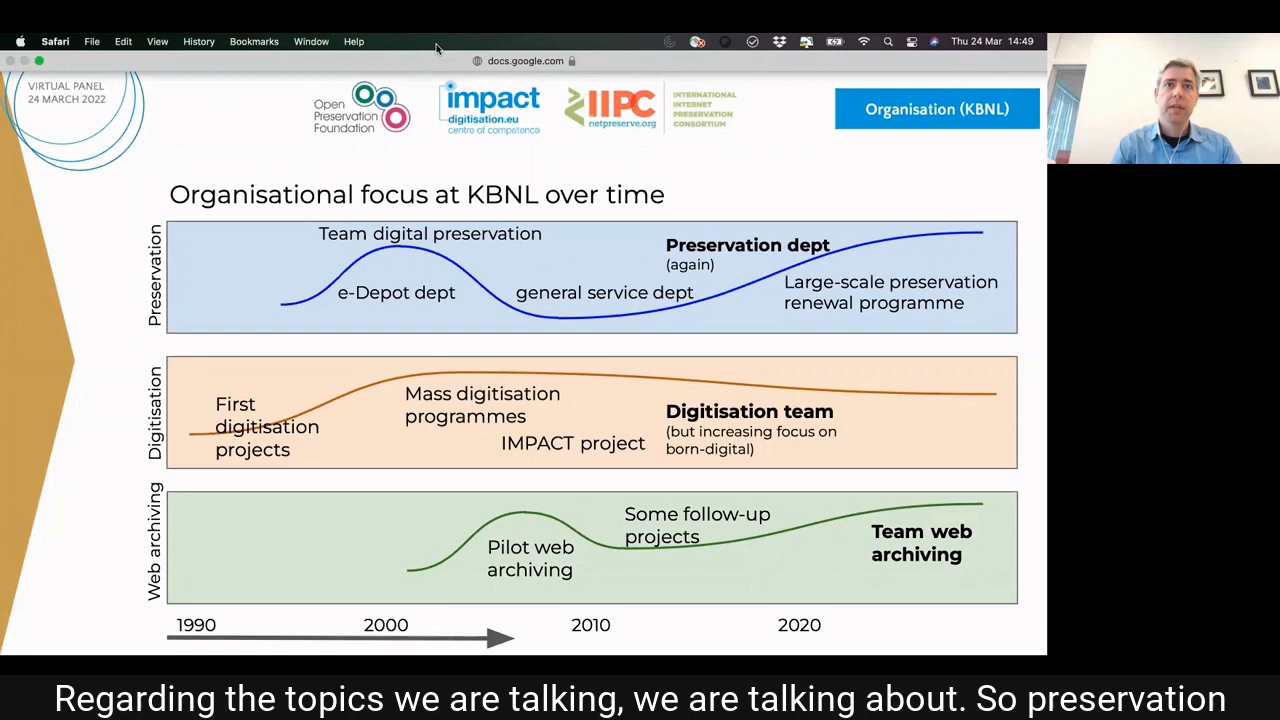 Safari File Edit View History Bookmarks Window Help Thu 24 Mar 14:49
docs.google.com
VIRTUAL PANEL
24 MARCH 2022
Open
Preservation
Foundation
impact
digitisation.eu
centre of competence
IIPC
netpreserve.org
INTERNATIONAL
INTERNET
PRESERVATION
CONSORTIUM
Organisation (KBNL)
Organisational focus at KBNL over time
Preservation
Team digital preservation
e-Depot dept
general service dept
Preservation dept
(again)
Large-scale preservation
renewal programme
Digitisation
First
digitisation
projects
Mass digitisation
programmes
IMPACT project
Digitisation team
(but increasing focus on
born-digital)
Web archiving
Pilot web
archiving
Some follow-up
projects
Team web
archiving
1990 2000 2010 2020
Regarding the topics we are talking, we are talking about. So preservation